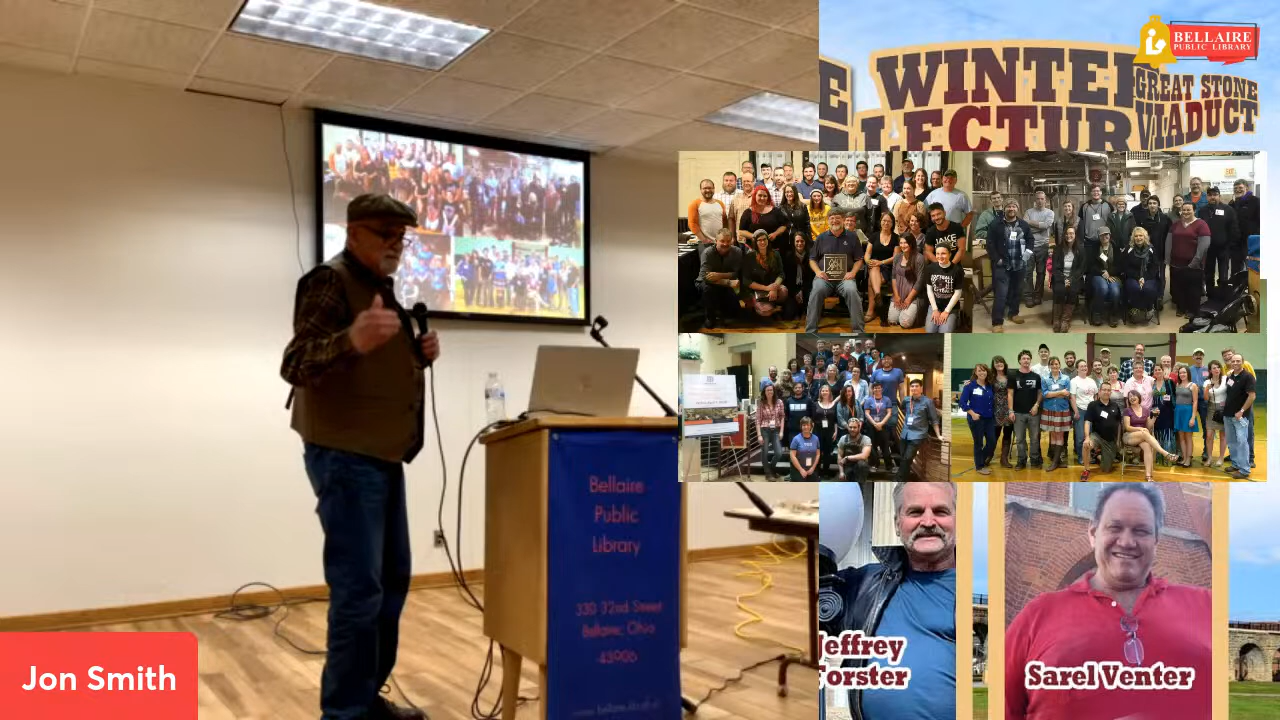 BELLAIRE
PUBLIC LIBRARY
WINTER
GREAT STONE
VIADUCT
LECTUR
Bellaire
Public
Library
330 32nd Street
Bellaire, Ohio
43906
Jon Smith
Jeffrey
Forster
Sarel Venter